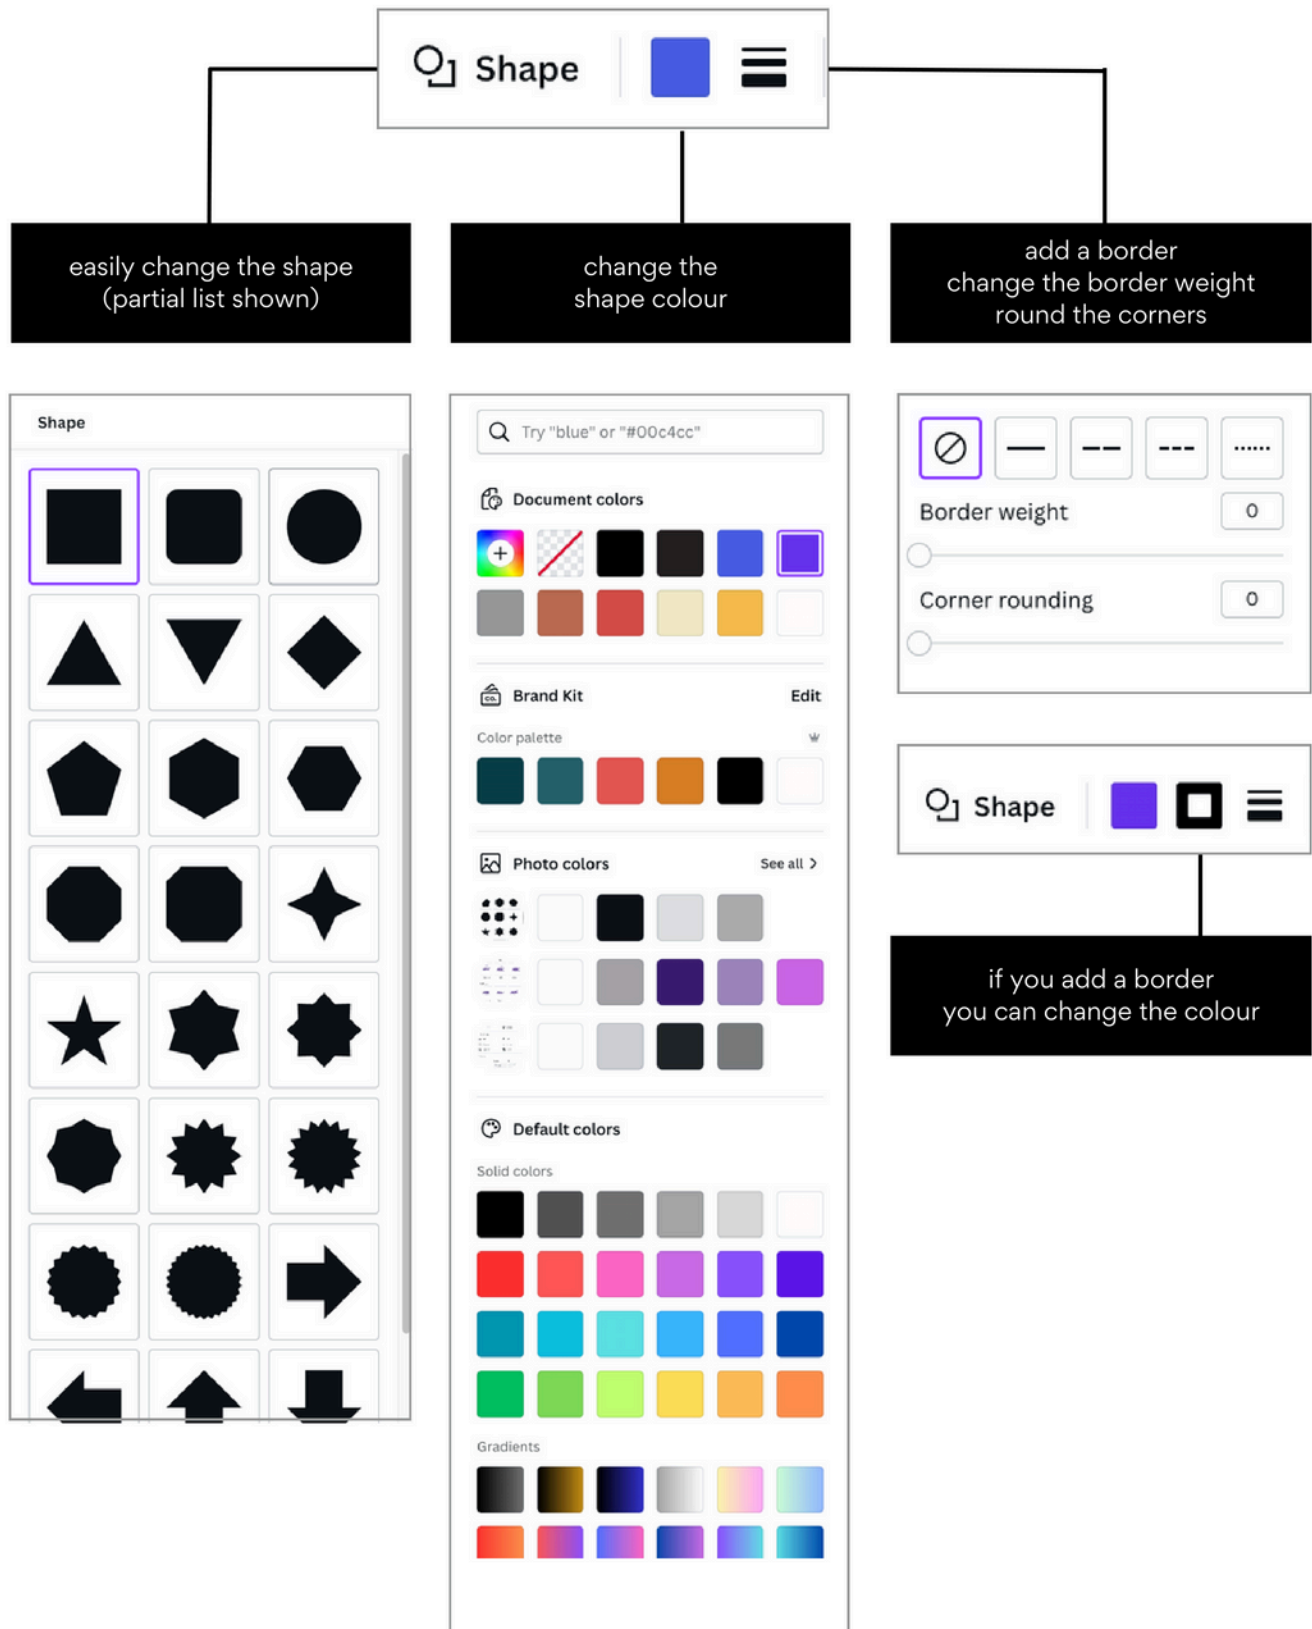 Shape
easily change the shape
(partial list shown)
change the
shape colour
add a border
change the border weight
round the corners
Shape
Try "blue" or "#00c4cc"
Document colors
Brand Kit
Edit
CO.
Color palette
Photo colors
See all >
Default colors
Solid colors
Gradients
Border weight
0
Corner rounding
0
Shape
if you add a border
you can change the colour